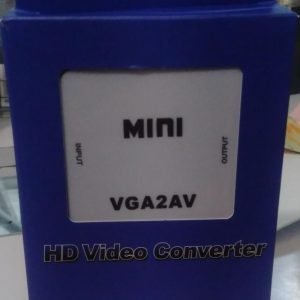 MINI
INPUT
OUTPUT
VGA2AV
HD Video Converter